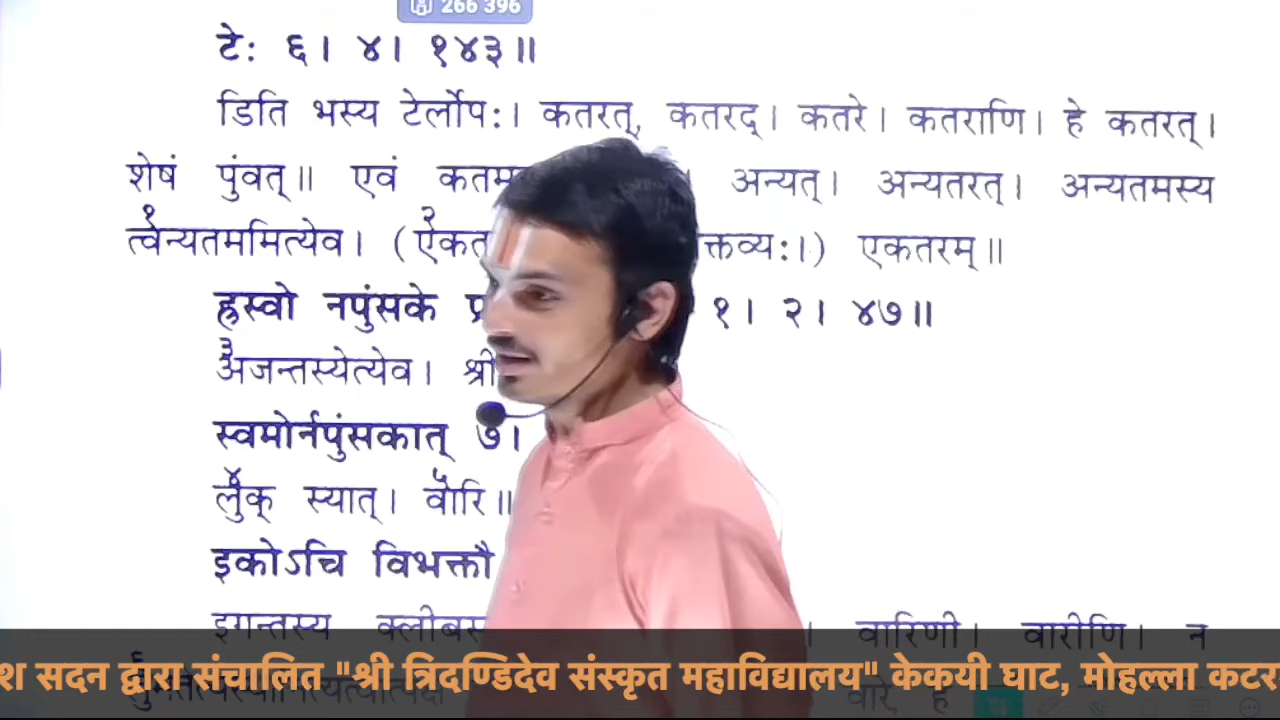 266 396
टेः ६। ४। १४३॥
डिति भस्य टेर्लोपः। कतरत्, कतरद्। कतरे। कतराणि। हे कतरत्।
शेषं पुंवत्॥ एवं कतम । अन्यत्। अन्यतरत्। अन्यतमस्य
त्वन्यतममित्येव। ( क्तव्यः।) एकतरम्॥
ह्रस्वो नपुंसके १। २। ४७॥
अजन्तस्येत्येव। श्री
स्वमोर्नपुंसकात् ७।
लुक् स्यात्। वारि॥
इकोऽचि विभक्तौ
इगन्तस्य क्लीबस । वारिणी। वारीणि। न
श सदन द्वारा संचालित "श्री त्रिदण्डिदेव संस्कृत महाविद्यालय" केकयी घाट, मोहल्ला कटर